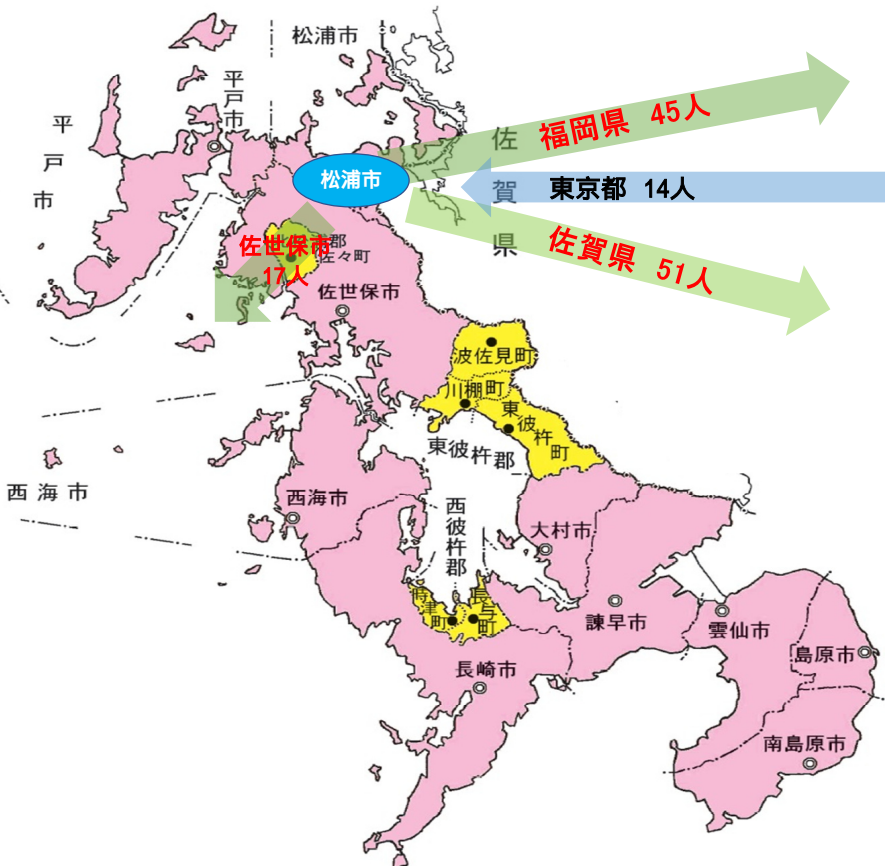 松浦市
平戸市
平戸市
佐賀県
福岡県 45人
松浦市
東京都 14人
佐賀県 51人
郡
佐世保市
17人
佐々町
佐世保市
波佐見町
川棚町
東彼杵町
東彼杵郡
西海市
西海市
西彼杵郡
大村市
時津町
長与町
諫早市
雲仙市
長崎市
島原市
南島原市